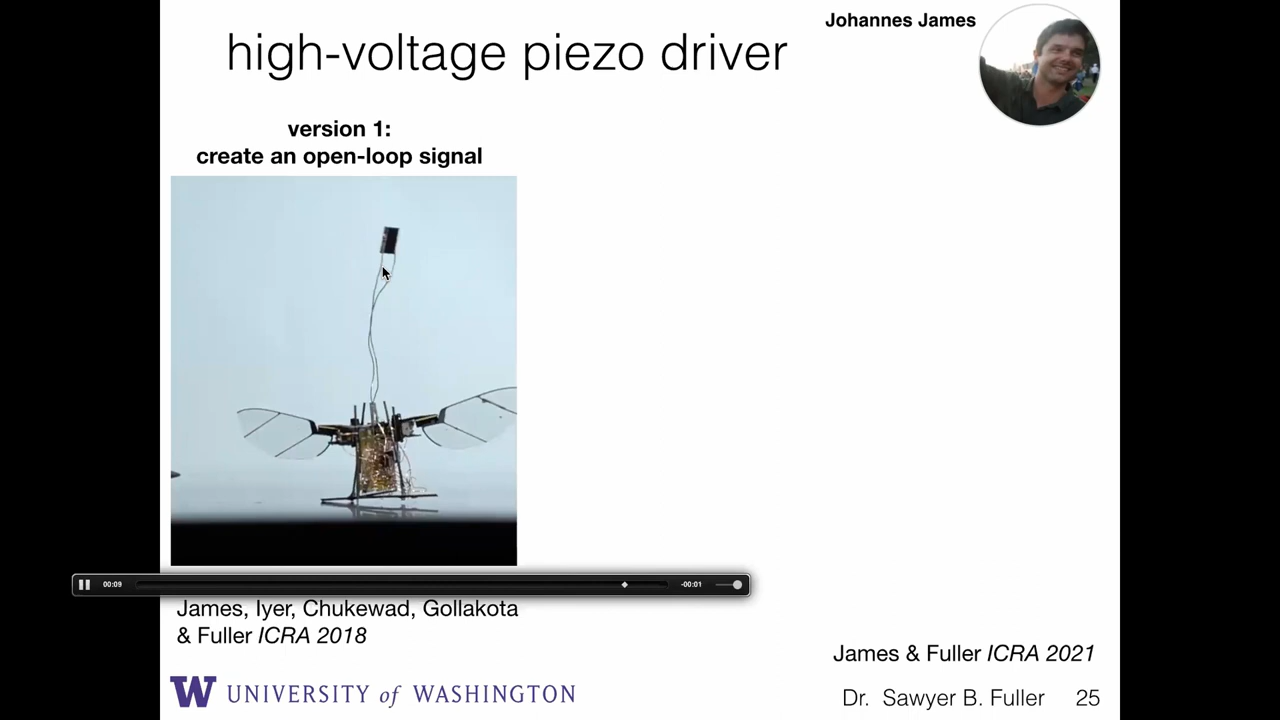 high-voltage piezo driver
Johannes James
version 1:
create an open-loop signal
00:09
-00:01
James, Iyer, Chukewad, Gollakota
& Fuller ICRA 2018
James & Fuller ICRA 2021
W UNIVERSITY of WASHINGTON
Dr. Sawyer B. Fuller 25